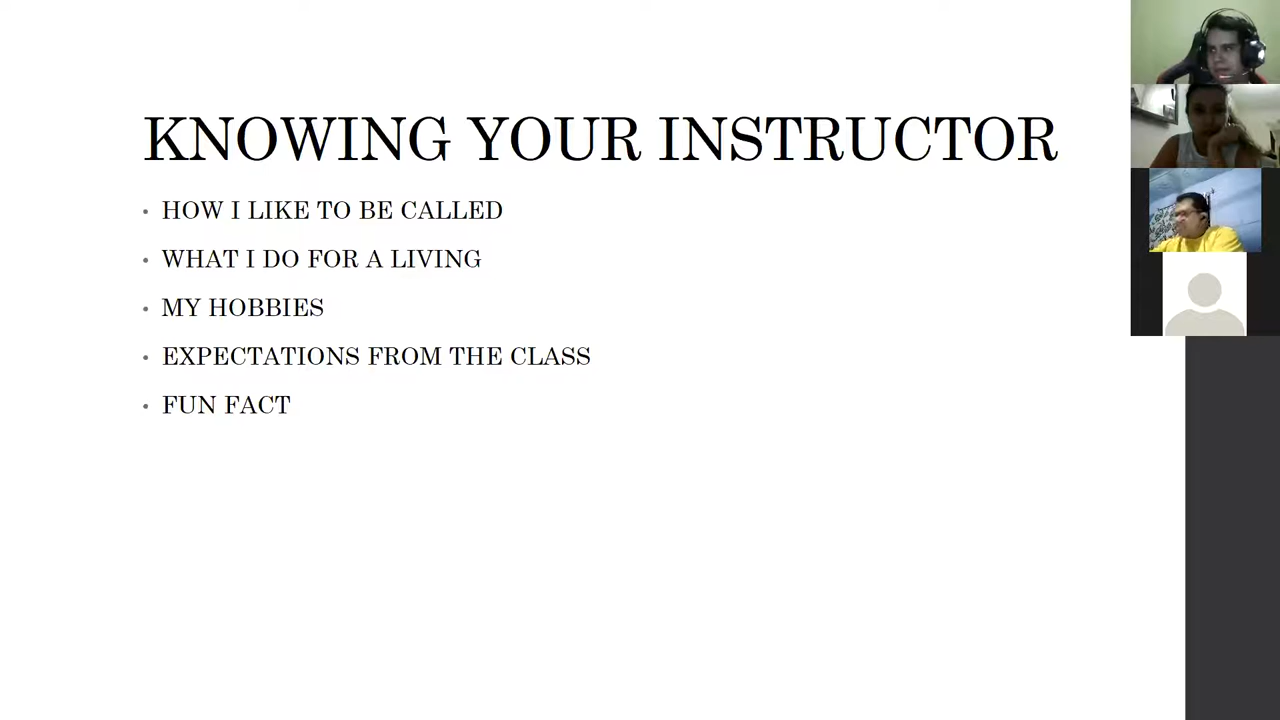 KNOWING YOUR INSTRUCTOR
• HOW I LIKE TO BE CALLED
• WHAT I DO FOR A LIVING
• MY HOBBIES
• EXPECTATIONS FROM THE CLASS
• FUN FACT